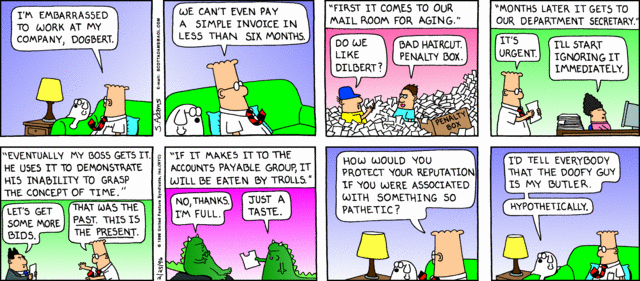 I'M EMBARRASSED
TO WORK AT MY
COMPANY, DOGBERT.
WE CAN'T EVEN PAY
A SIMPLE INVOICE IN
LESS THAN SIX MONTHS.
"FIRST IT COMES TO OUR
MAIL ROOM FOR AGING."
DO WE
LIKE
DILBERT?
BAD HAIRCUT.
PENALTY BOX.
PENALTY
BOX
"MONTHS LATER IT GETS TO
OUR DEPARTMENT SECRETARY.
IT'S
URGENT.
I'LL START
IGNORING IT
IMMEDIATELY.
S.Adams
"EVENTUALLY MY BOSS GETS IT.
HE USES IT TO DEMONSTRATE
HIS INABILITY TO GRASP
THE CONCEPT OF TIME."
LET'S GET
SOME MORE
BIDS.
THAT WAS THE
PAST. THIS IS
THE PRESENT.
"IF IT MAKES IT TO THE
ACCOUNTS PAYABLE GROUP, IT
WILL BE EATEN BY TROLLS."
NO, THANKS.
I'M FULL.
JUST A
TASTE.
HOW WOULD YOU
PROTECT YOUR REPUTATION
IF YOU WERE ASSOCIATED
WITH SOMETHING SO
PATHETIC?
I'D TELL EVERYBODY
THAT THE DOOFY GUY
IS MY BUTLER.
HYPOTHETICALLY.